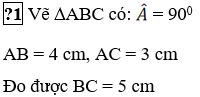 ?1 Vẽ ΔABC có: Â = 90⁰
AB = 4 cm, AC = 3 cm
Đo được BC = 5 cm